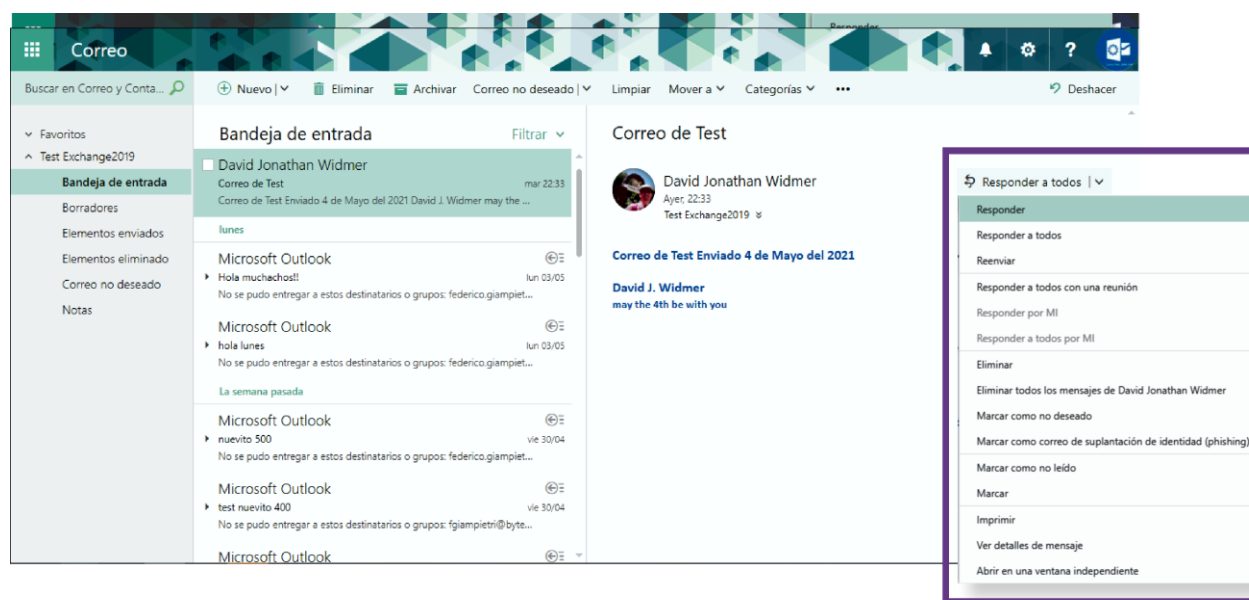 Responder
Correo
?
Buscar en Correo y Conta...
Nuevo
Eliminar
Archivar
Correo no deseado
Limpiar
Mover a
Categorías
Deshacer
Favoritos
Test Exchange2019
Bandeja de entrada
Borradores
Elementos enviados
Elementos eliminado
Correo no deseado
Notas
Bandeja de entrada
Filtrar
David Jonathan Widmer
Correo de Test
mar 22:33
Correo de Test Enviado 4 de Mayo del 2021 David J. Widmer may the ...
lunes
Microsoft Outlook
Hola muchachos!!
lun 03/05
No se pudo entregar a estos destinatarios o grupos: federico.giampiet...
Microsoft Outlook
hola lunes
lun 03/05
No se pudo entregar a estos destinatarios o grupos: federico.giampiet...
La semana pasada
Microsoft Outlook
nuevito 500
vie 30/04
No se pudo entregar a estos destinatarios o grupos: federico.giampiet...
Microsoft Outlook
test nuevito 400
vie 30/04
No se pudo entregar a estos destinatarios o grupos: fgiampietri@byte...
Microsoft Outlook
Correo de Test
David Jonathan Widmer
Ayer, 22:33
Test Exchange2019
Correo de Test Enviado 4 de Mayo del 2021
David J. Widmer
may the 4th be with you
Responder a todos
Responder
Responder a todos
Reenviar
Responder a todos con una reunión
Responder por MI
Responder a todos por MI
Eliminar
Eliminar todos los mensajes de David Jonathan Widmer
Marcar como no deseado
Marcar como correo de suplantación de identidad (phishing)
Marcar como no leído
Marcar
Imprimir
Ver detalles de mensaje
Abrir en una ventana independiente